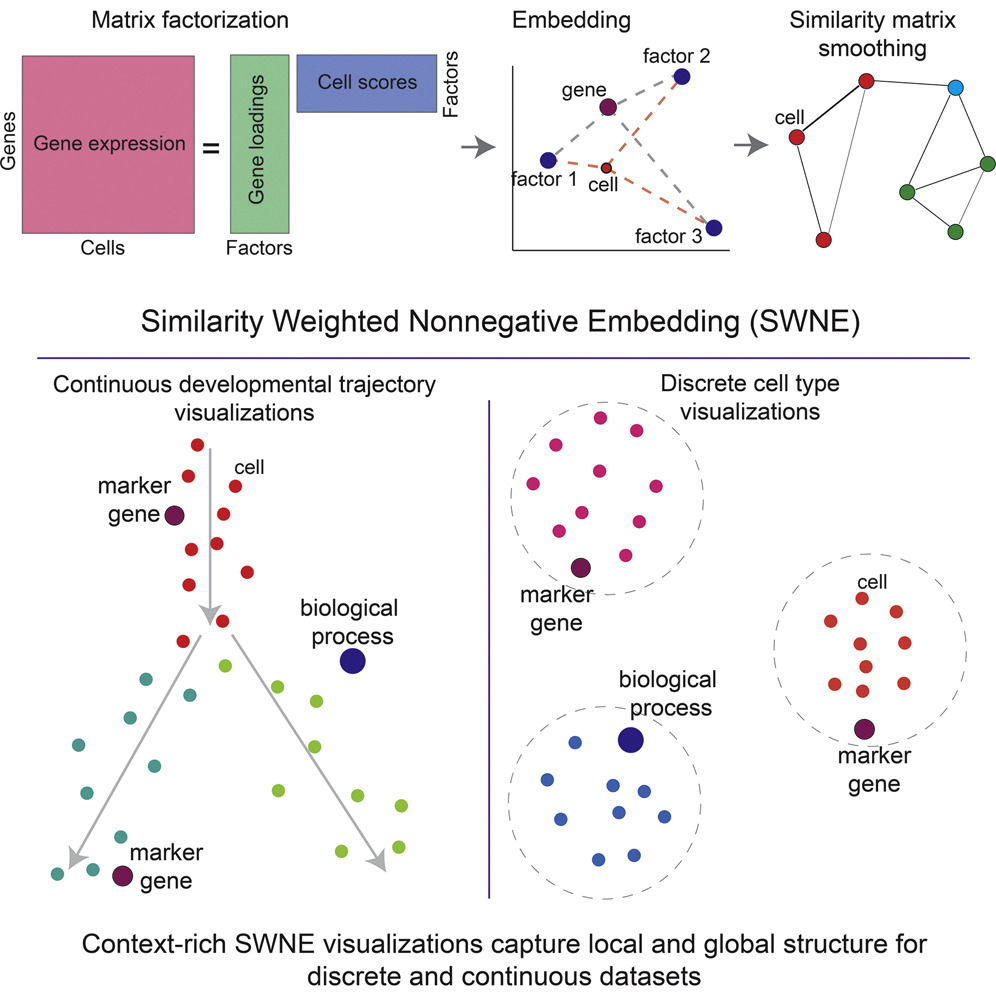 Matrix factorization
Genes
Gene expression
Cells
=
Gene loadings
Factors
Cell scores
Factors
Embedding
factor 2
gene
factor 1
cell
factor 3
Similarity matrix
smoothing
cell
Similarity Weighted Nonnegative Embedding (SWNE)
Continuous developmental trajectory
visualizations
cell
marker
gene
biological
process
marker
gene
Discrete cell type
visualizations
marker
gene
cell
marker
gene
biological
process
Context-rich SWNE visualizations capture local and global structure for
discrete and continuous datasets